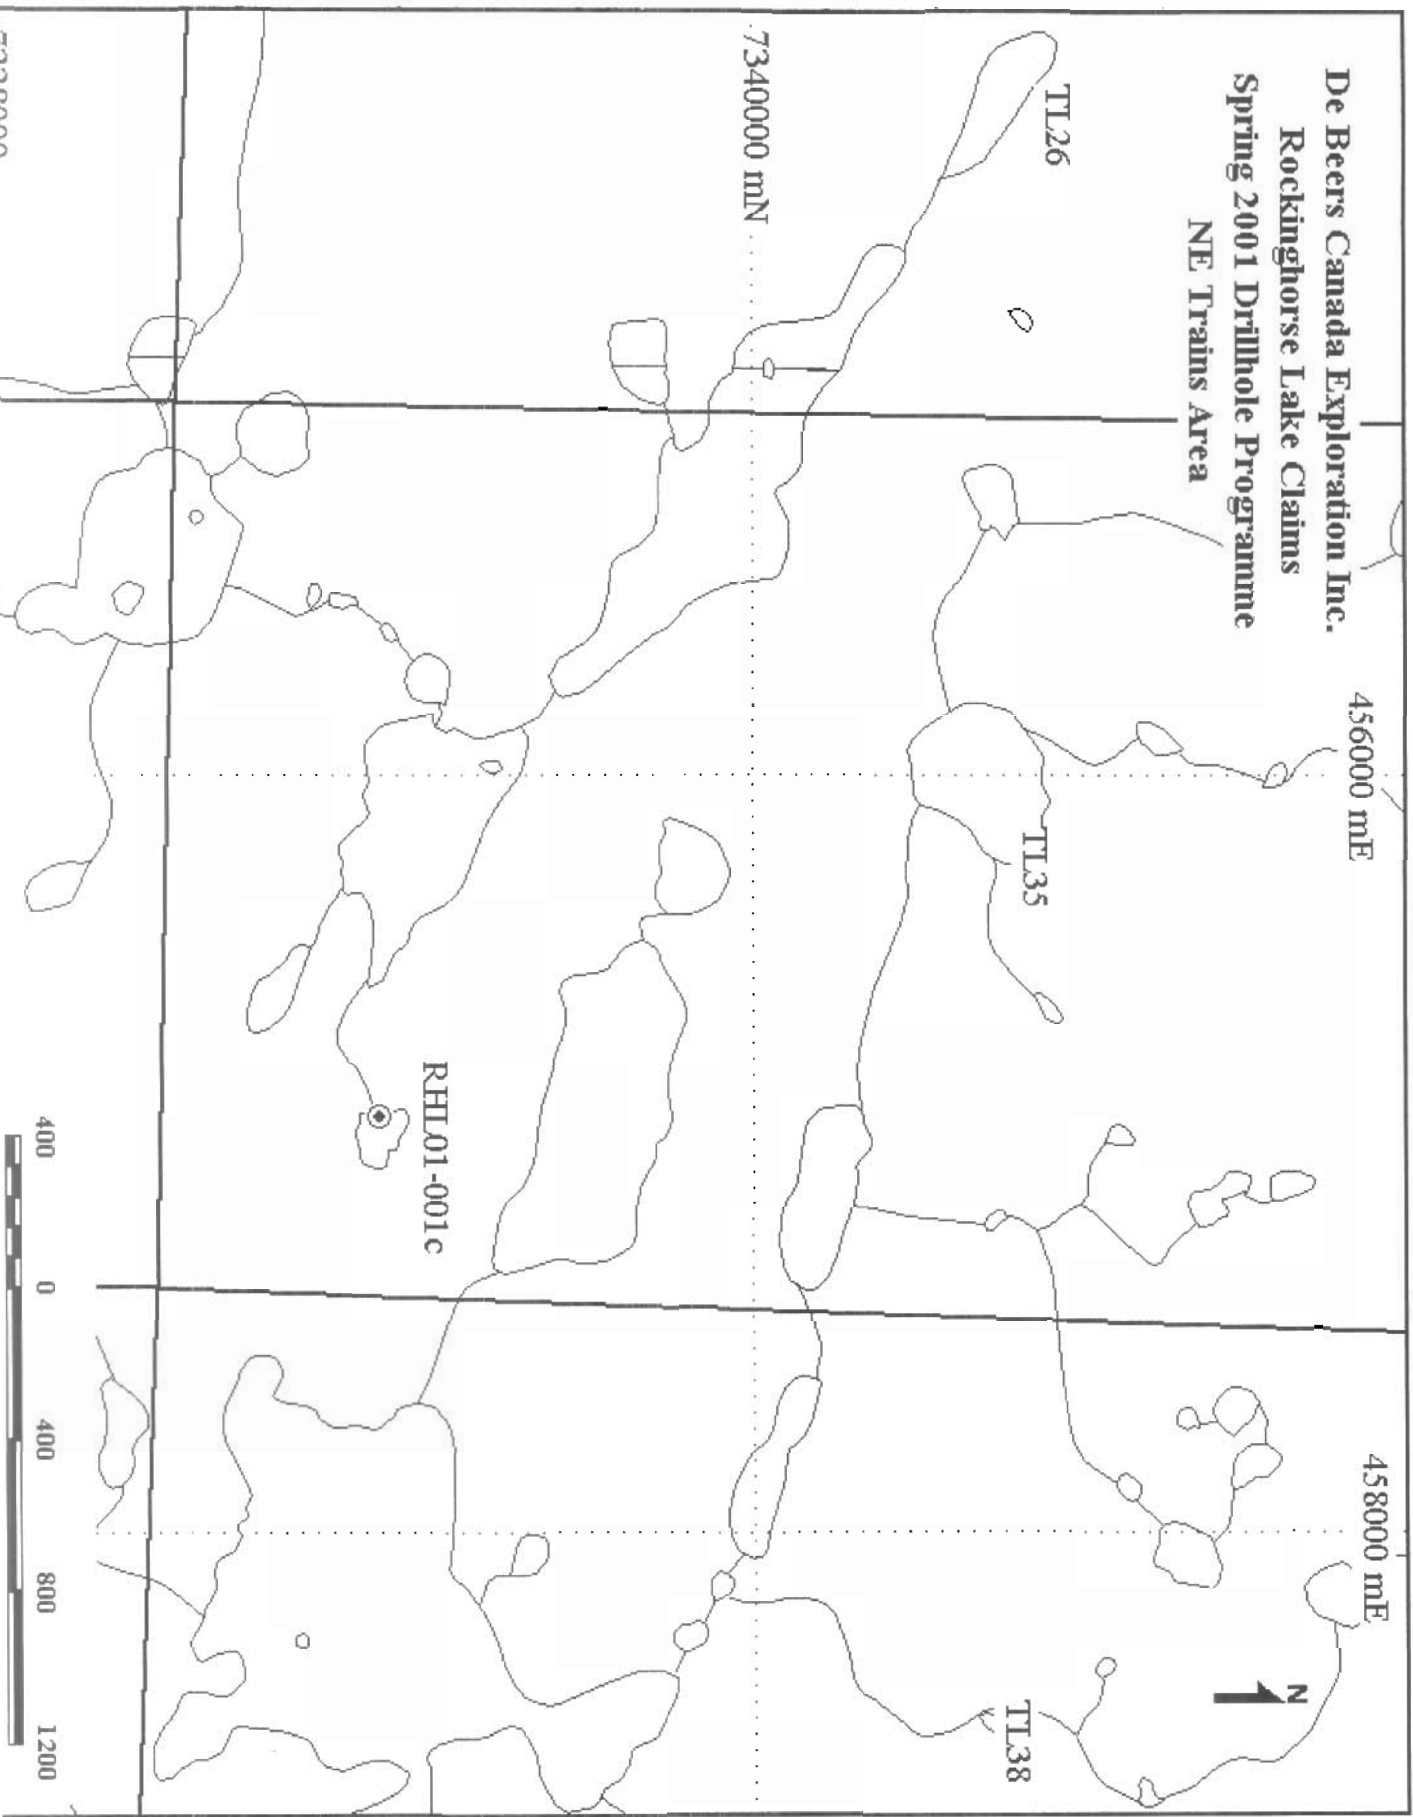 De Beers Canada Exploration Inc.
Rockinghorse Lake Claims
Spring 2001 Drillhole Programme
NE Trains Area
456000 mE
458000 mE
N
TL26
TL35
TL38
7340000 mN
RHL01-001c
400
0
400
800
1200